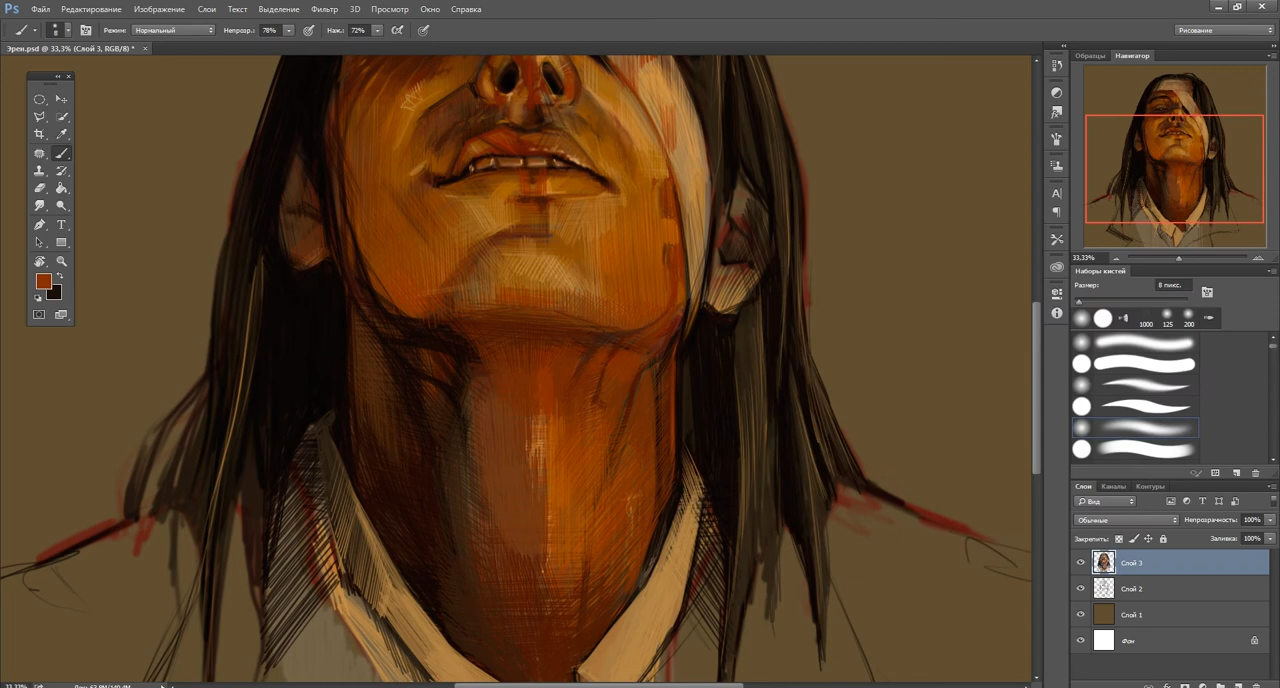 Ps Файл Редактирование Изображение Слои Текст Выделение Фильтр 3D Просмотр Окно Справка
Режим: Нормальный Непрозр.: 78% Наж.: 72% Рисование
Эрен.psd @ 33,3% (Слой 3, RGB/8) * ×
Образцы Навигатор
33,33%
Наборы кистей
Размер: 8 пикс.
1000 125 200
Слои Каналы Контуры
Вид
Обычные Непрозрачность: 100%
Закрепить: Заливка: 100%
Слой 3
Слой 2
Слой 1
Фон
33,33%